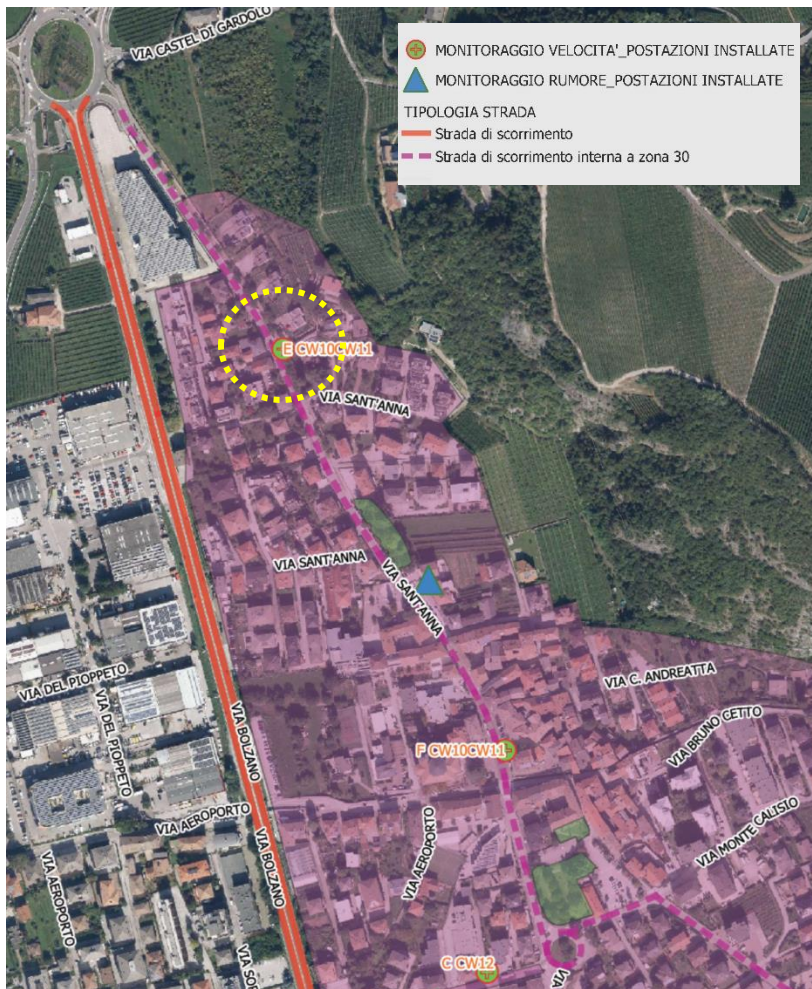 VIA CASTEL DI GARDOLO
MONITORAGGIO VELOCITA'_POSTAZIONI INSTALLATE
MONITORAGGIO RUMORE_POSTAZIONI INSTALLATE
TIPOLOGIA STRADA
Strada di scorrimento
Strada di scorrimento interna a zona 30
E CW10CW11
VIA SANT'ANNA
VIA SANT'ANNA
VIA SANT'ANNA
VIA C. ANDREATTA
VIA DEL PIOPPETO
VIA DEL PIOPPETO
VIA BOLZANO
VIA BRUNO CETTO
F CW10CW11
VIA AEROPORTO
VIA MONTE CALISIO
VIA AEROPORTO
VIA BOLZANO
VIA AEROPORTO
C CW12
VIA